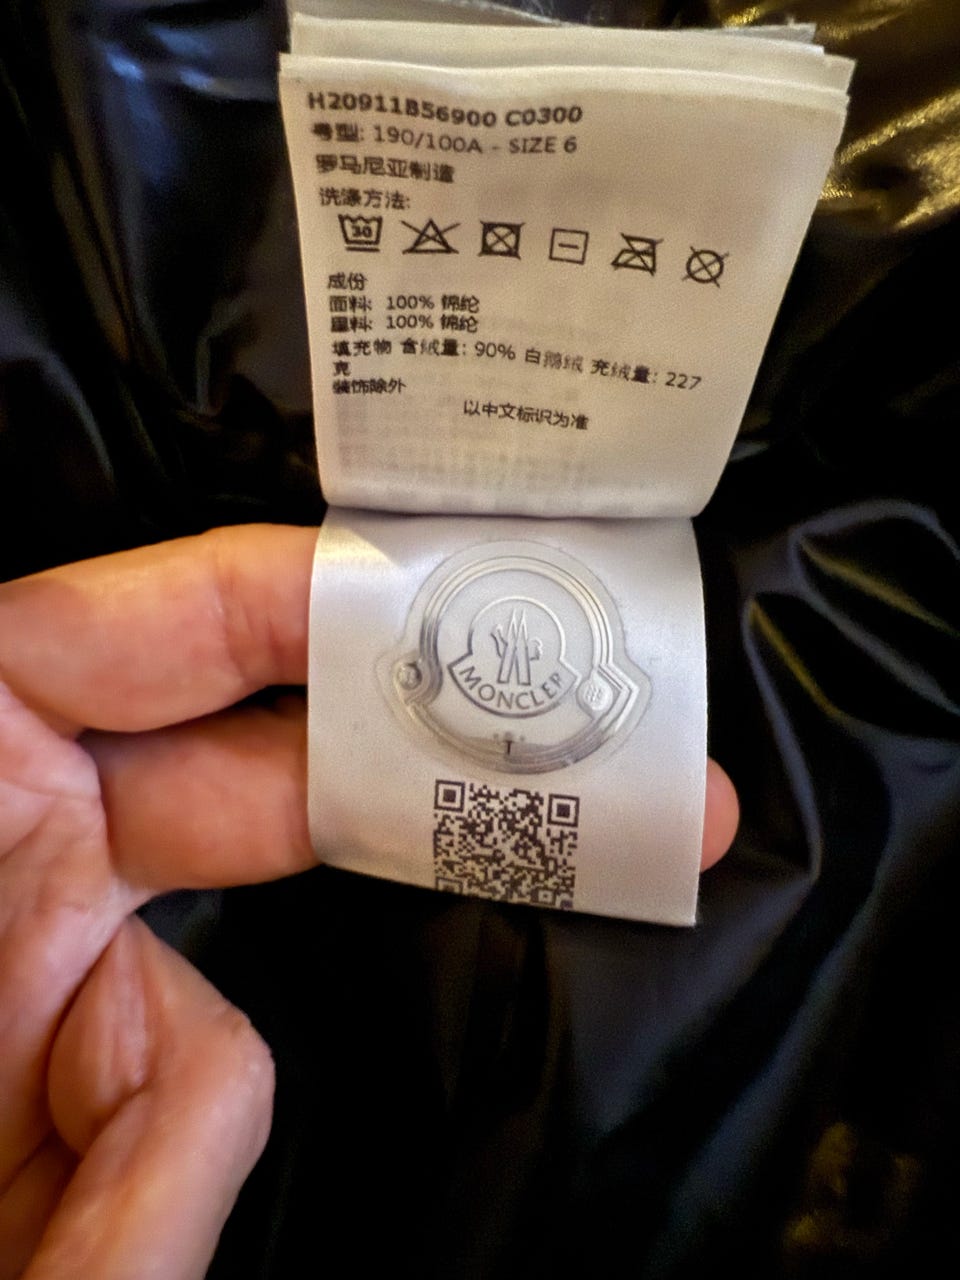 H20911B56900 C0300
号型: 190/100A - SIZE 6
罗马尼亚制造
洗涤方法:
30
成份
面料: 100% 锦纶
里料: 100% 锦纶
填充物 含绒量: 90% 白鹅绒 充绒量: 227
克
装饰除外
以中文标识为准
MONCLER
T